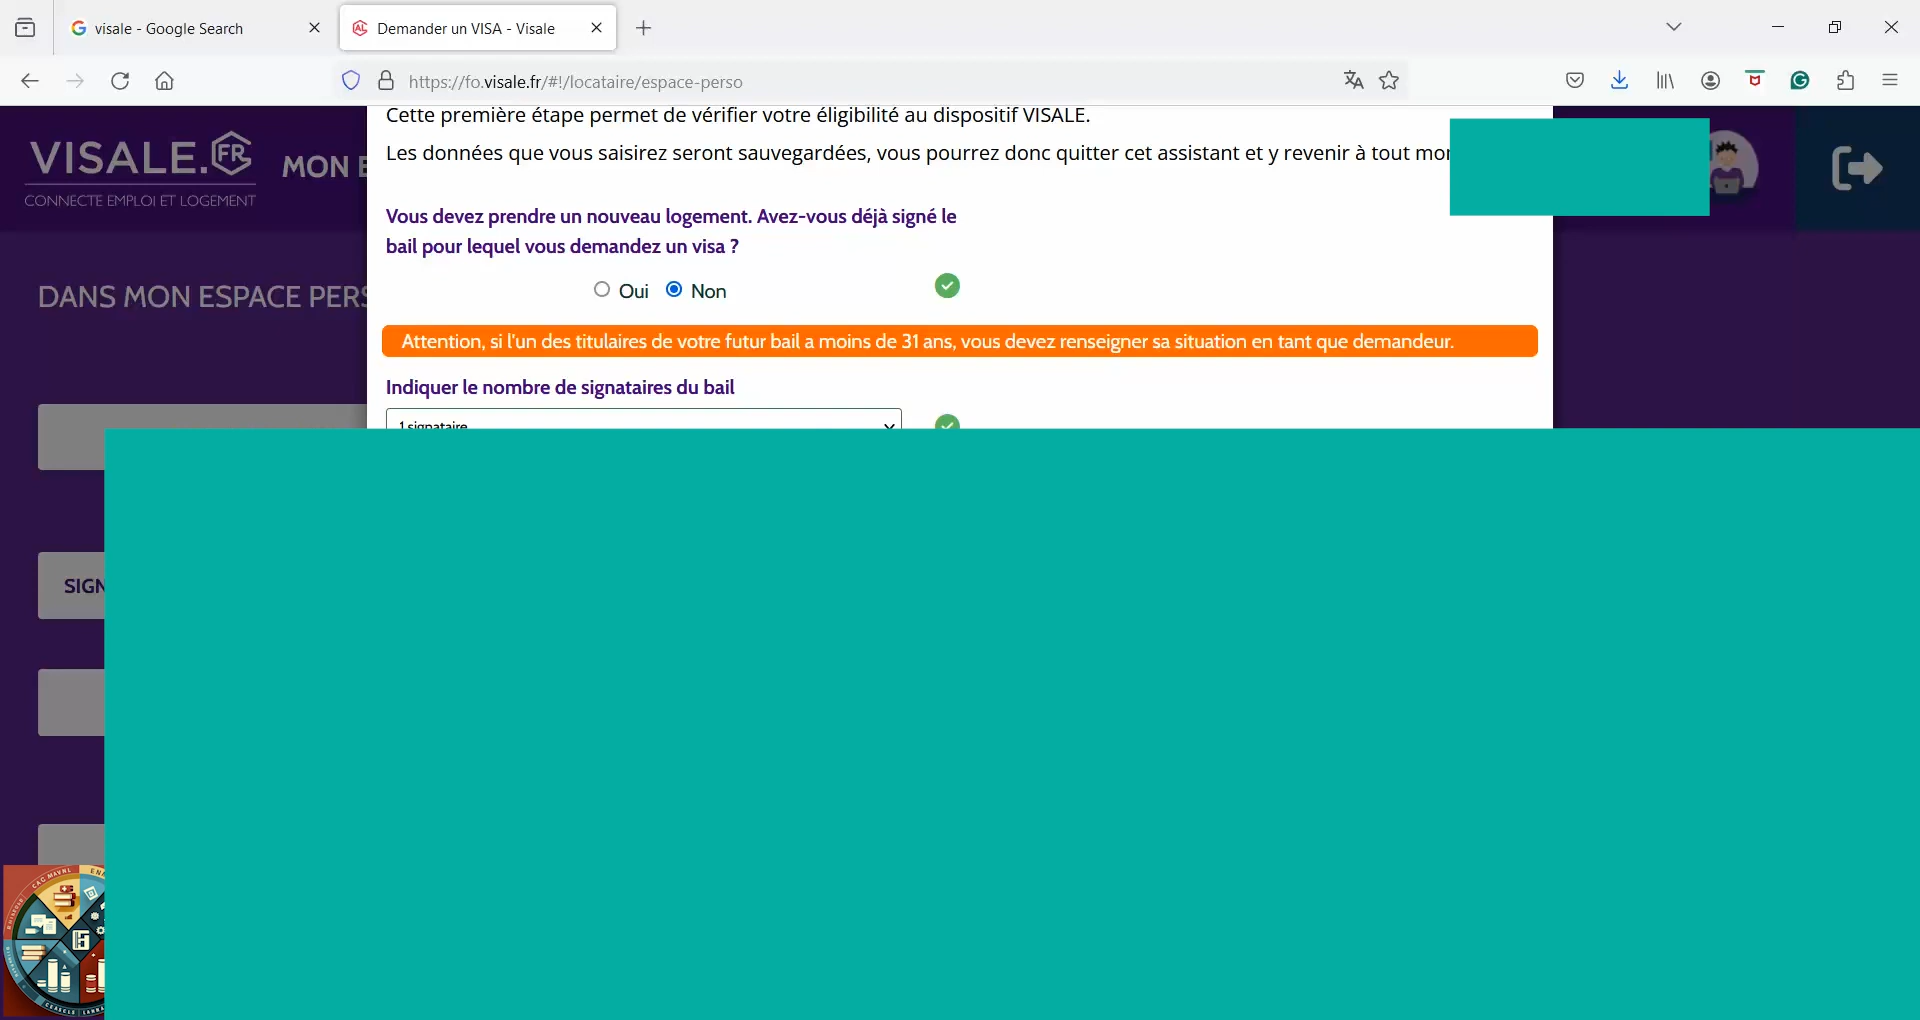 visale - Google Search
Demander un VISA - Visale
https://fo.visale.fr/#!/locataire/espace-perso
VISALE.FR
CONNECTE EMPLOI ET LOGEMENT
MON E
Cette première étape permet de vérifier votre éligibilité au dispositif VISALE.
Les données que vous saisirez seront sauvegardées, vous pourrez donc quitter cet assistant et y revenir à tout mo
Vous devez prendre un nouveau logement. Avez-vous déjà signé le
bail pour lequel vous demandez un visa ?
DANS MON ESPACE PERS
Oui
Non
Attention, si l'un des titulaires de votre futur bail a moins de 31 ans, vous devez renseigner sa situation en tant que demandeur.
Indiquer le nombre de signataires du bail
1 signataire
SIGN